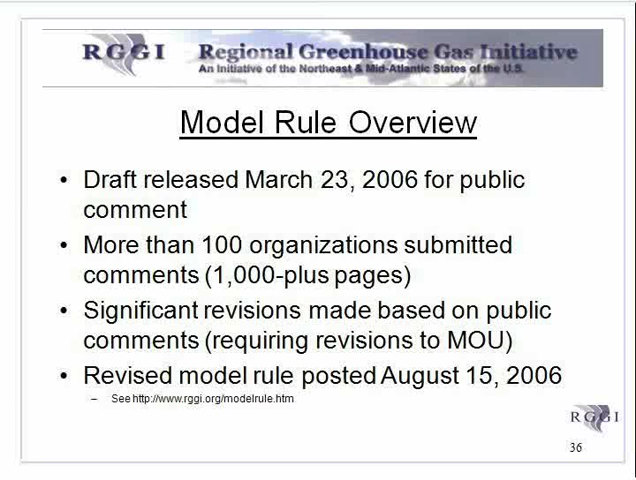 RGGI Regional Greenhouse Gas Initiative
An Initiative of the Northeast & Mid-Atlantic States of the U.S.
Model Rule Overview
• Draft released March 23, 2006 for public
comment
• More than 100 organizations submitted
comments (1,000-plus pages)
• Significant revisions made based on public
comments (requiring revisions to MOU)
• Revised model rule posted August 15, 2006
– See http://www.rggi.org/modelrule.htm
RGGI
36